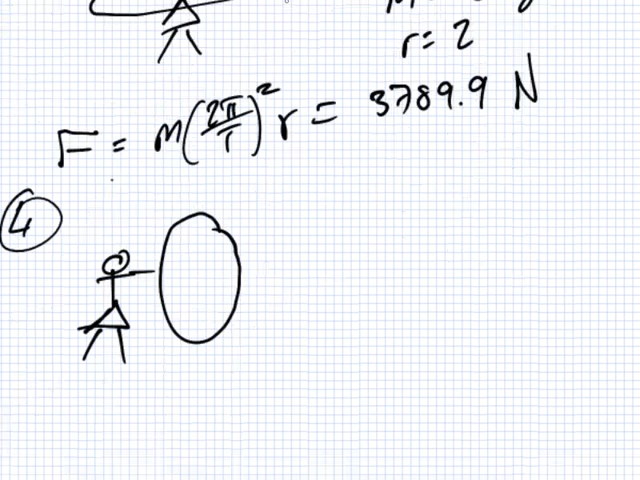 r = 2
F = m(2π/T)² r = 3789.9 N
4